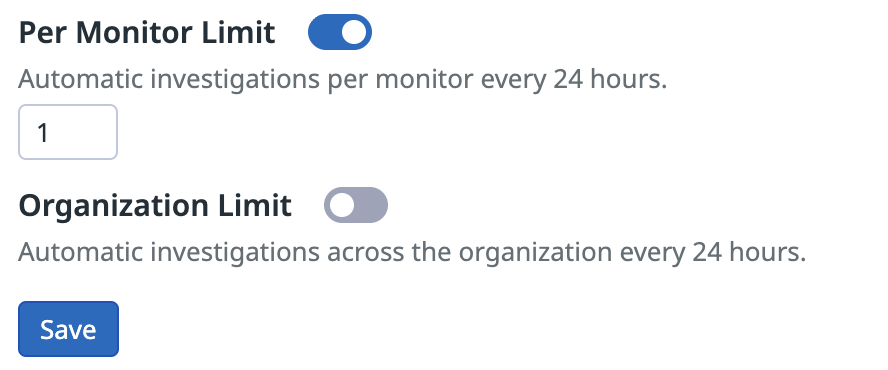 Per Monitor Limit
Automatic investigations per monitor every 24 hours.
1
Organization Limit
Automatic investigations across the organization every 24 hours.
Save